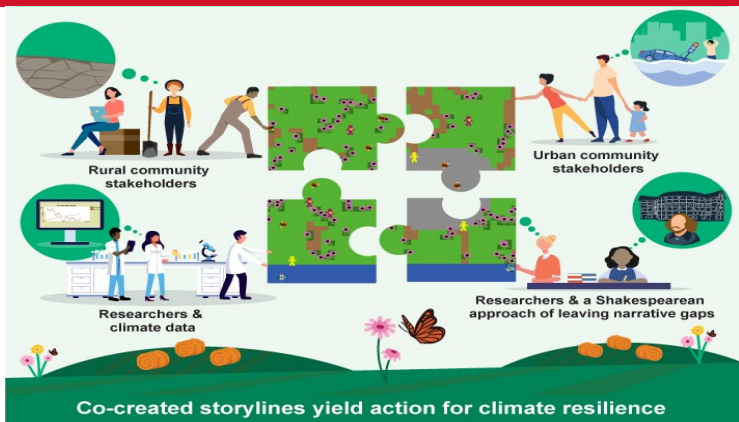 Rural community
stakeholders
Urban community
stakeholders
Researchers &
climate data
Researchers & a Shakespearean
approach of leaving narrative gaps
Co-created storylines yield action for climate resilience